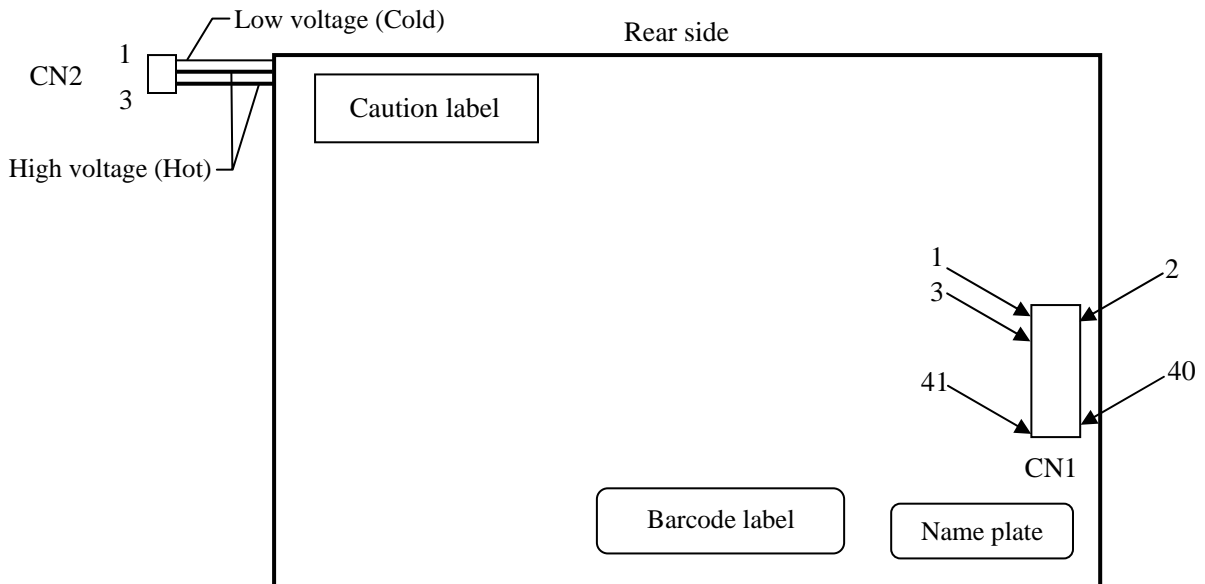 Low voltage (Cold)
Rear side
1
CN2
3
Caution label
High voltage (Hot)
1
2
3
41
40
CN1
Barcode label
Name plate